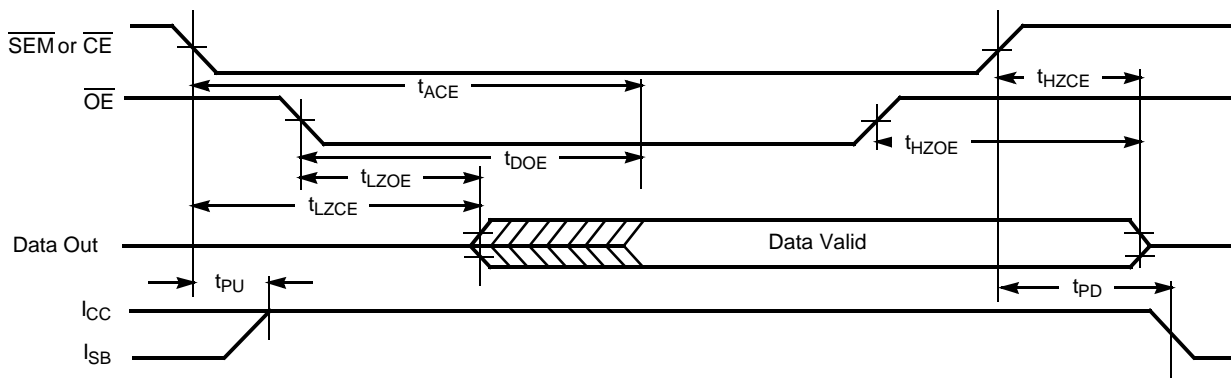 SEM or CE
tACE
tHZCE
OE
tHZOE
tDOE
tLZOE
tLZCE
Data Out
Data Valid
tPU
tPD
ICC
ISB